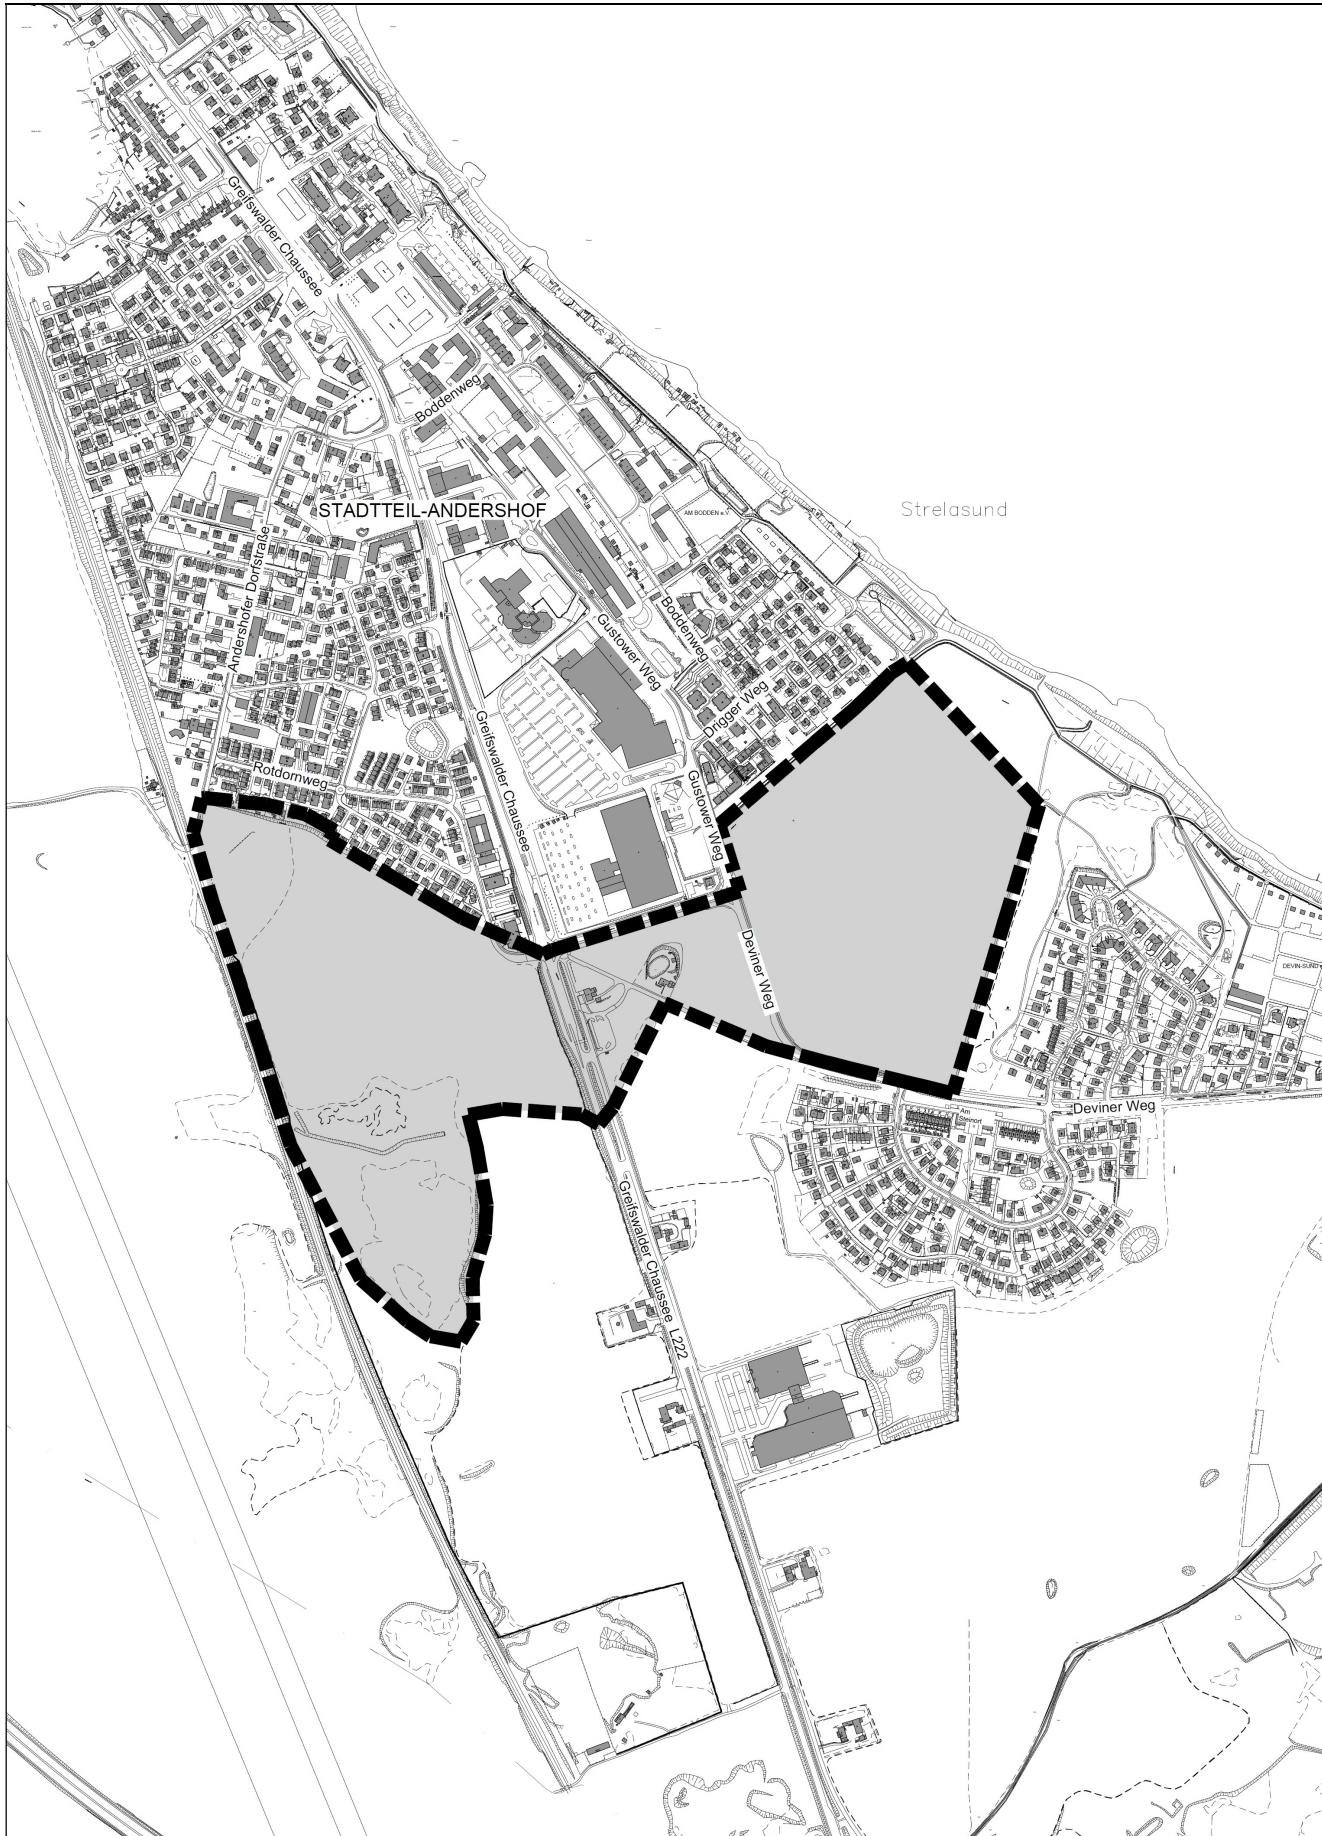 Greifswalder Chaussee
Boddenweg
STADTTEIL-ANDERSHOF
Strelasund
AM BODDEN e.V.
Andershofer Dorfstraße
Boddenweg
Gustower Weg
Drigger Weg
Greifswalder Chaussee
Rotdornweg
Gustower Weg
Deviner Weg
DEVIN-SUND
Am
Steinort
Deviner Weg
Greifswalder Chaussee L222